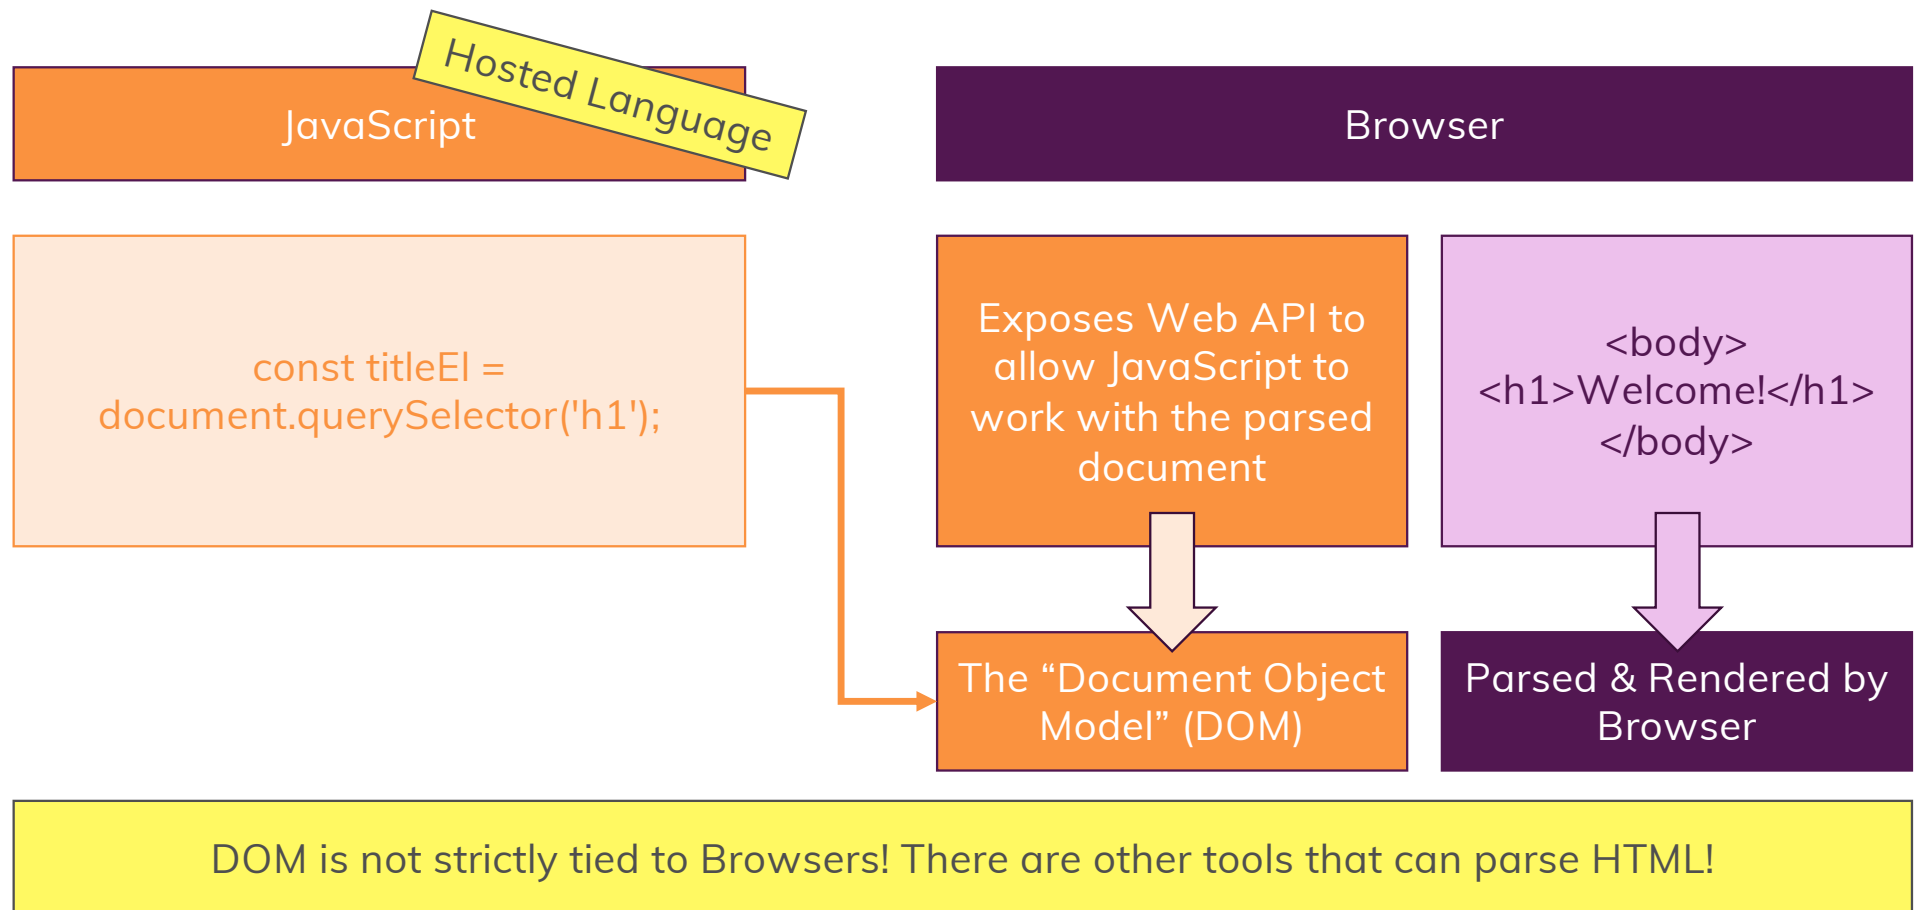 Hosted Language
JavaScript
Browser
const titleEl =
document.querySelector('h1');
Exposes Web API to
allow JavaScript to
work with the parsed
document
<body>
<h1>Welcome!</h1>
</body>
The “Document Object
Model” (DOM)
Parsed & Rendered by
Browser
DOM is not strictly tied to Browsers! There are other tools that can parse HTML!